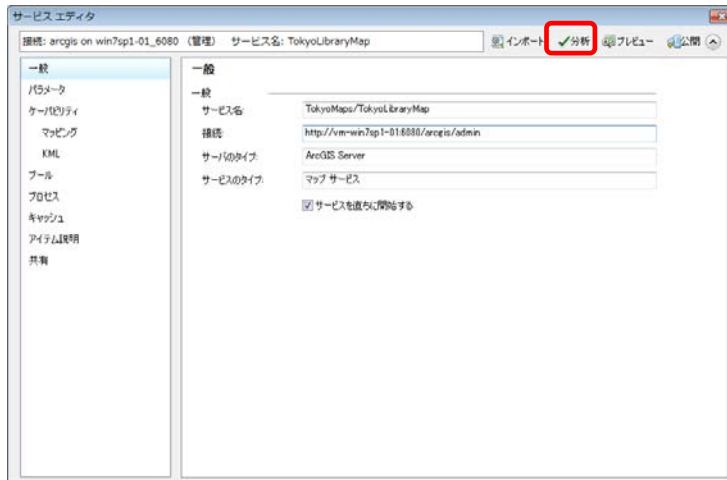 サービス エディタ
接続: arcgis on win7sp1-01_6080 （管理） サービス名: TokyoLibraryMap
インポート 分析 プレビュー 公開
一般
パラメータ
ケーパビリティ
マッピング
KML
プール
プロセス
キャッシュ
アイテム説明
共有
一般
一般
サービス名: TokyoMaps/TokyoLibraryMap
接続: http://vm-win7sp1-01:6080/arcgis/admin
サーバのタイプ: ArcGIS Server
サービスのタイプ: マップ サービス
サービスを直ちに開始する